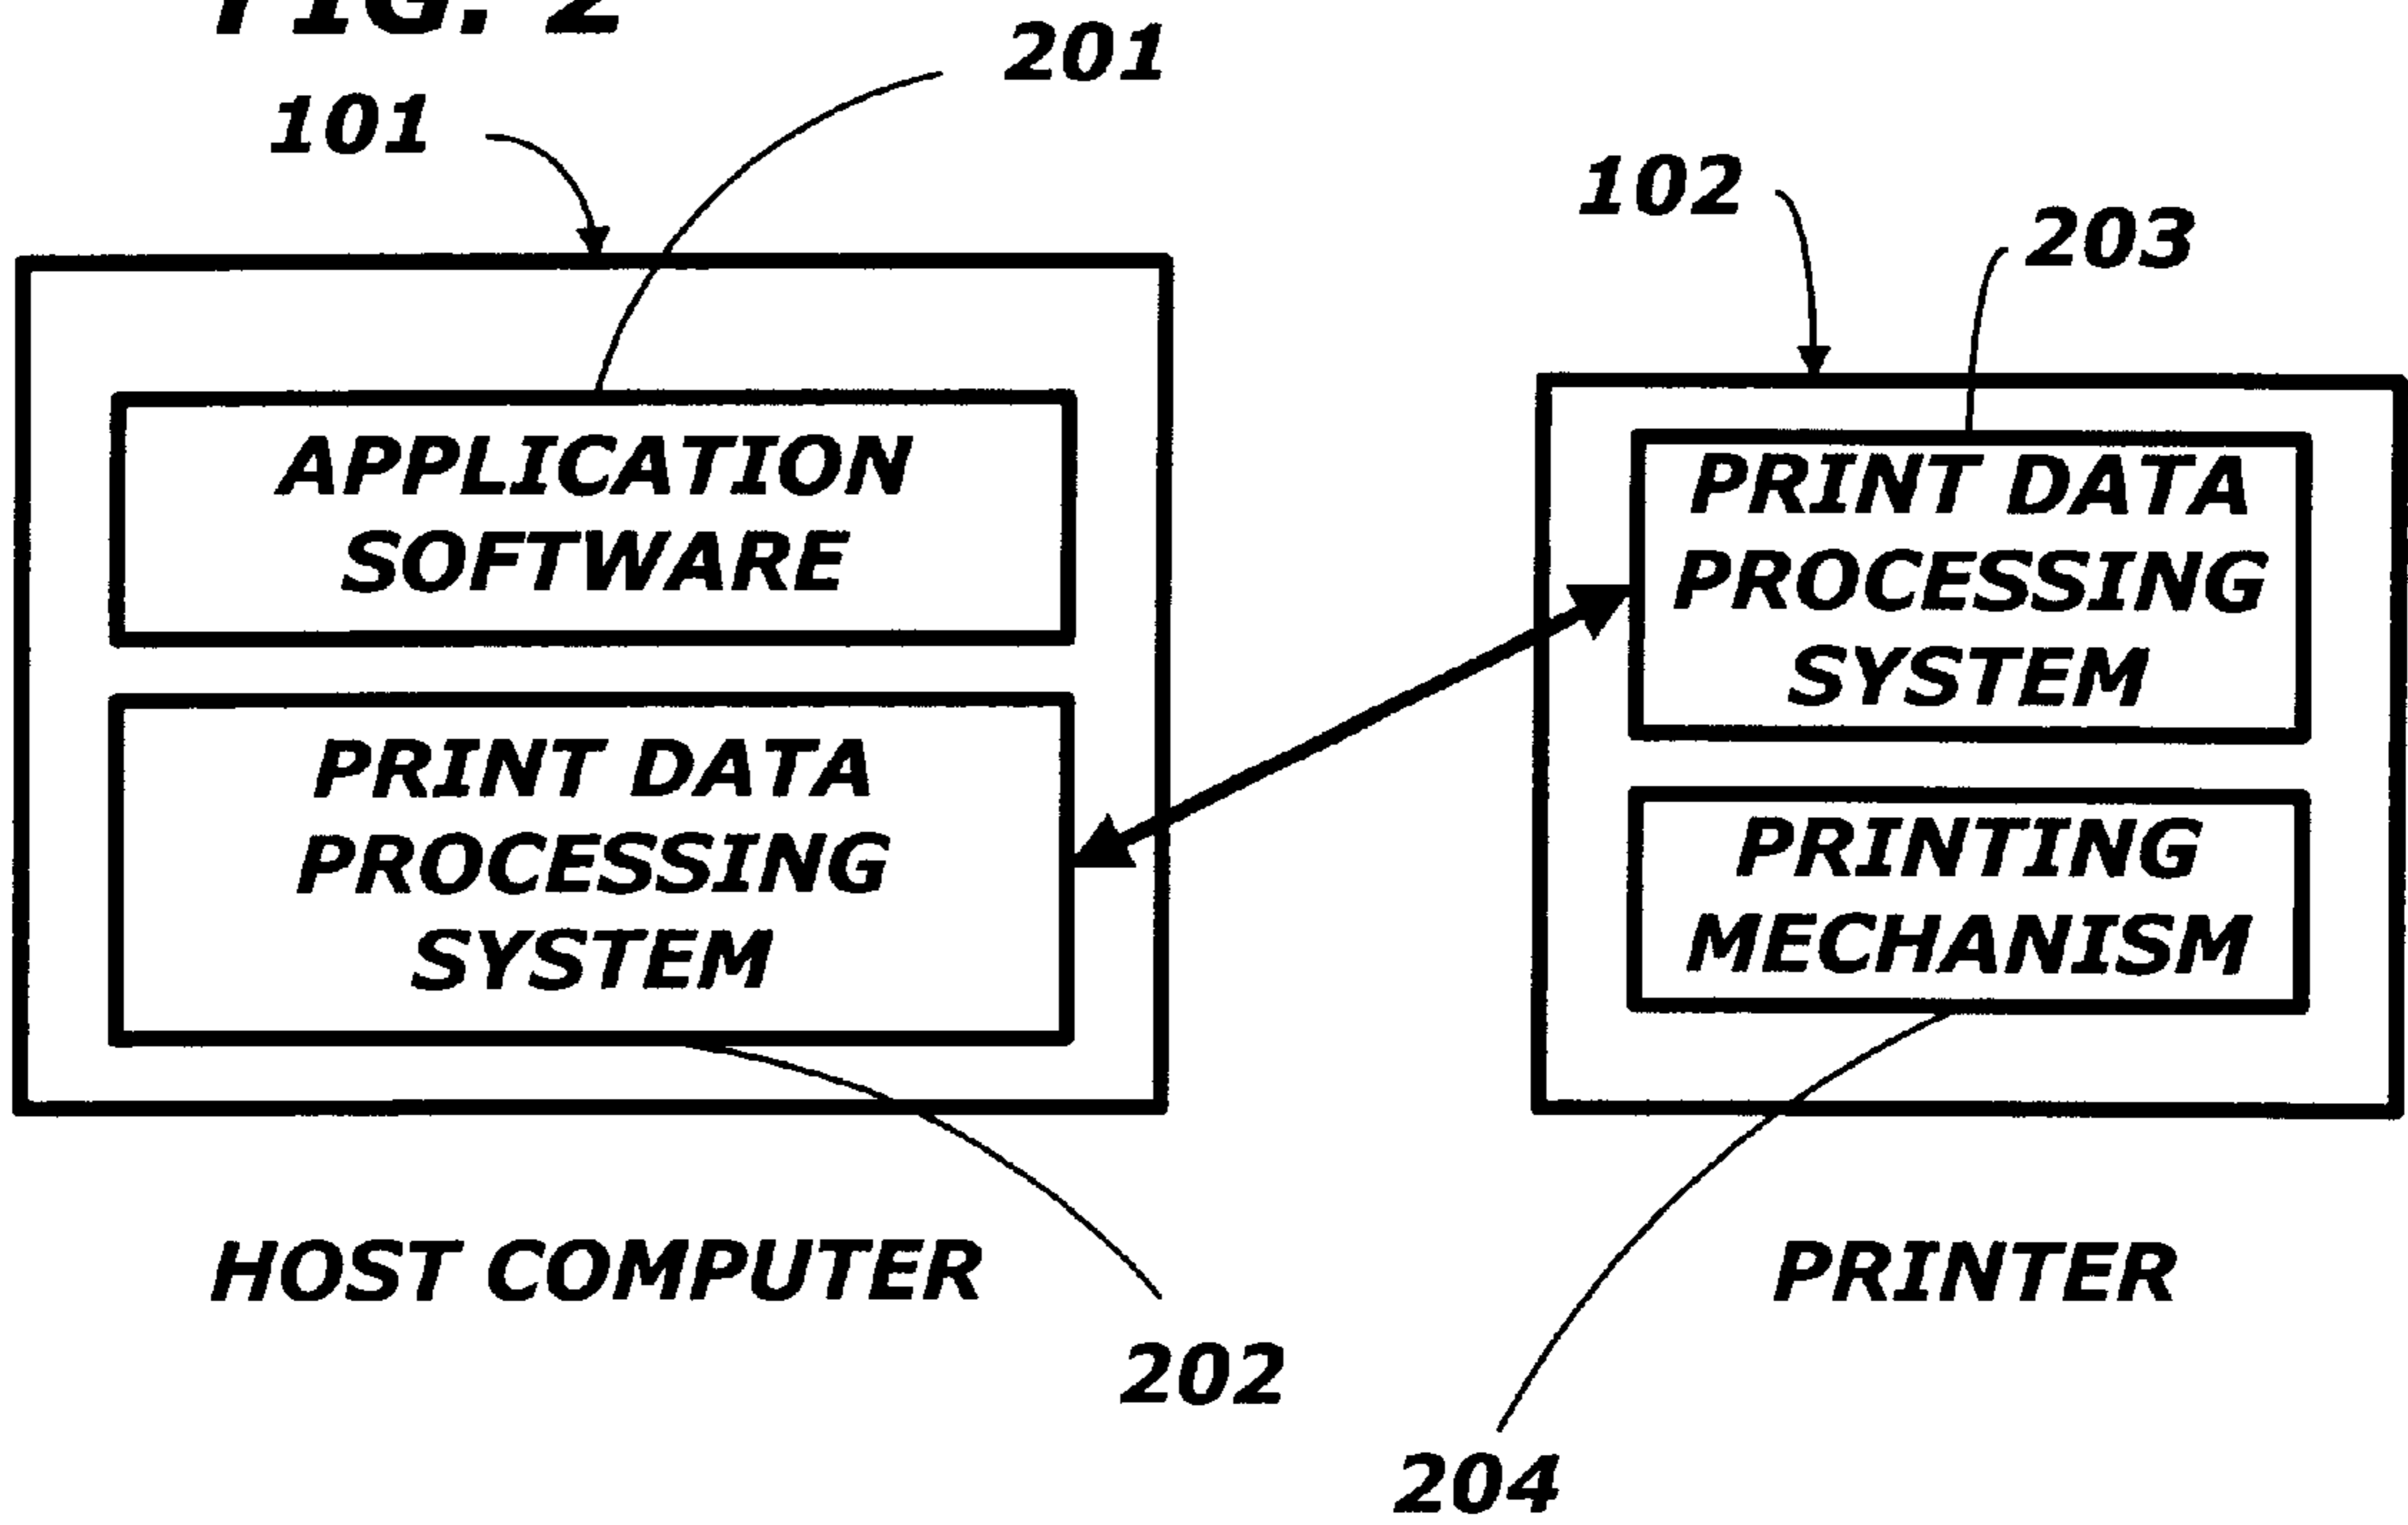 FIG. 2
201
101
102
203
APPLICATION
SOFTWARE
PRINT DATA
PROCESSING
SYSTEM
PRINT DATA
PROCESSING
SYSTEM
PRINTING
MECHANISM
HOST COMPUTER
PRINTER
202
204